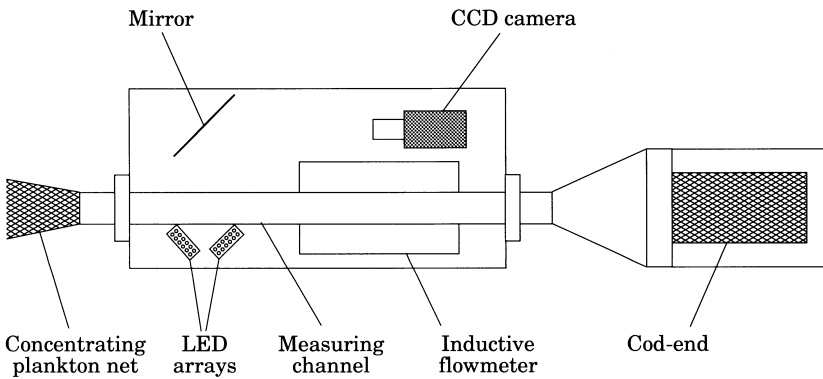 Mirror
CCD camera
Concentrating
plankton net
LED
arrays
Measuring
channel
Inductive
flowmeter
Cod-end